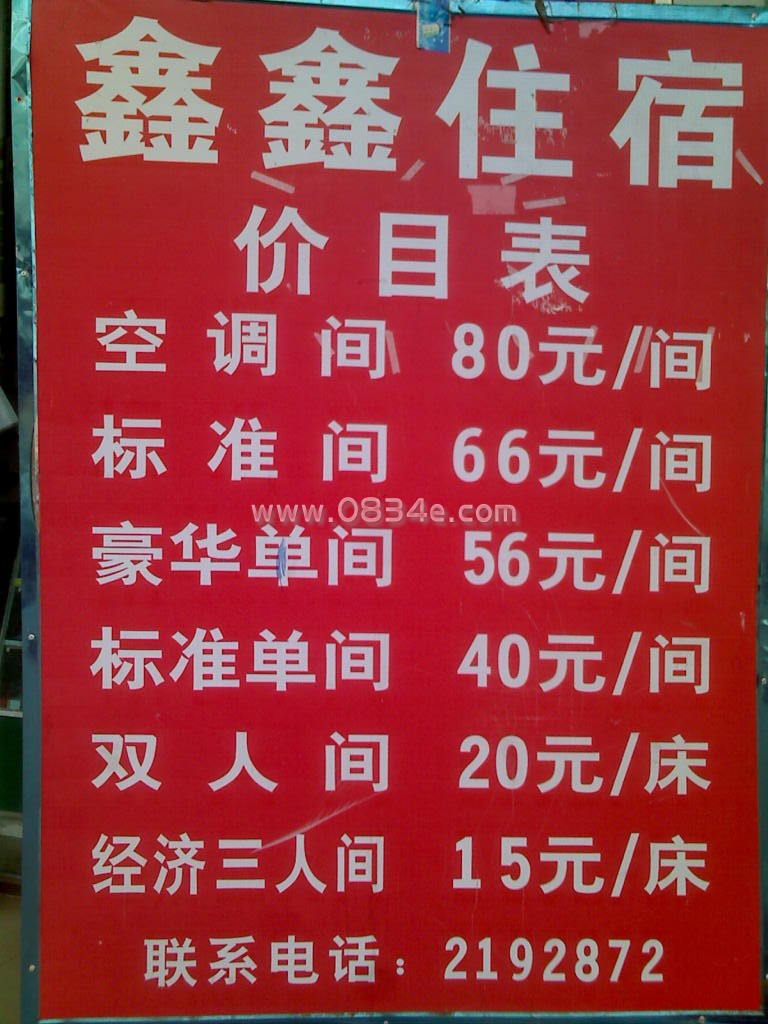 鑫鑫住宿
价目表
空调间 80元/间
标准间 66元/间
www.0834e.com
豪华单间 56元/间
标准单间 40元/间
双人间 20元/床
经济三人间 15元/床
联系电话：2192872